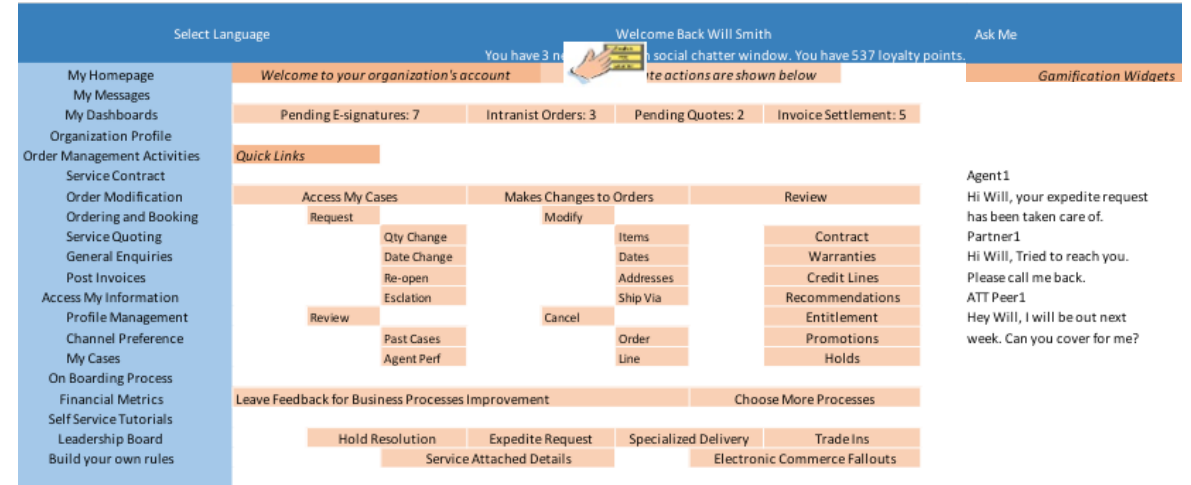 Select Language
Welcome Back Will Smith
Ask Me
You have 3 social chatter window. You have 537 loyalty points.
Welcome to your organization's account
actions are shown below
Gamification Widgets
My Homepage
My Messages
My Dashboards
Organization Profile
Order Management Activities
Service Contract
Order Modification
Ordering and Booking
Service Quoting
General Enquiries
Post Invoices
Access My Information
Profile Management
Channel Preference
My Cases
On Boarding Process
Financial Metrics
Self Service Tutorials
Leadership Board
Build your own rules
Pending E-signatures: 7
Intranist Orders: 3
Pending Quotes: 2
Invoice Settlement: 5
Quick Links
Access My Cases
Makes Changes to Orders
Review
Request
Qty Change
Date Change
Re-open
Esclation
Review
Past Cases
Agent Perf
Modify
Items
Dates
Addresses
Ship Via
Cancel
Order
Line
Contract
Warranties
Credit Lines
Recommendations
Entitlement
Promotions
Holds
Leave Feedback for Business Processes Improvement
Choose More Processes
Hold Resolution
Expedite Request
Specialized Delivery
Trade Ins
Service Attached Details
Electronic Commerce Fallouts
Agent1
Hi Will, your expedite request
has been taken care of.
Partner1
Hi Will, Tried to reach you.
Please call me back.
ATT Peer1
Hey Will, I will be out next
week. Can you cover for me?